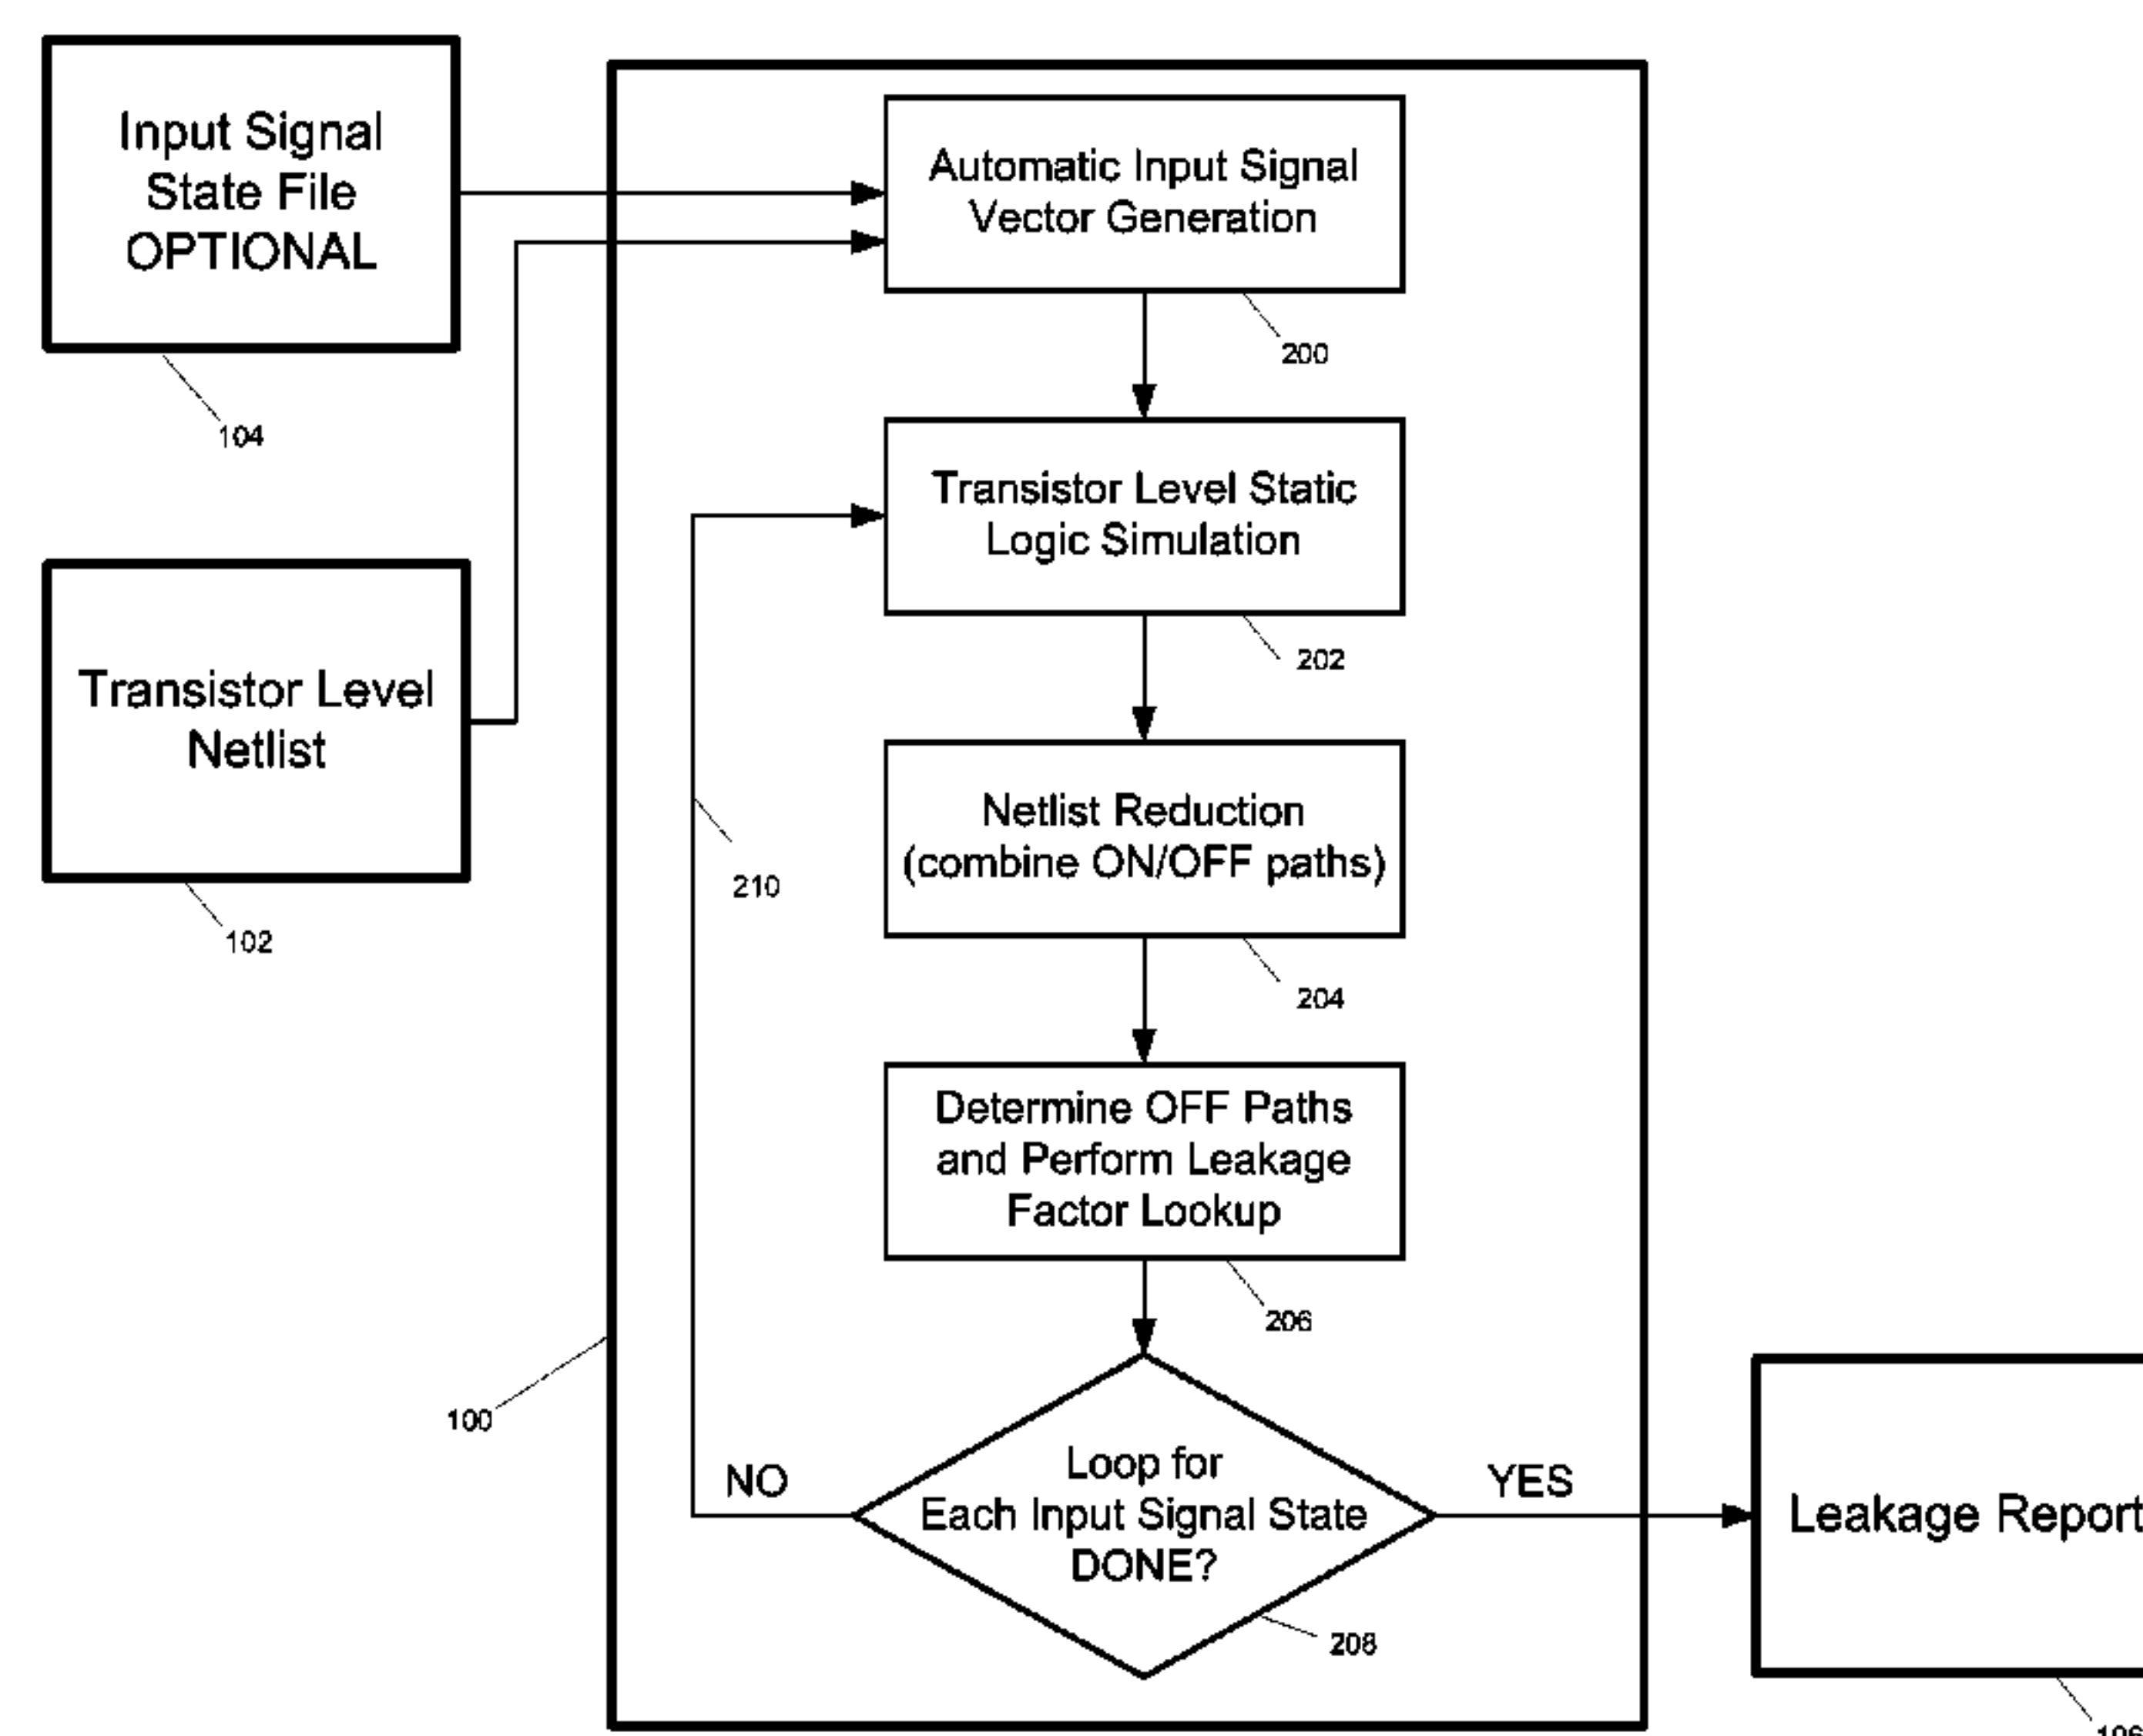 Input Signal
State File
OPTIONAL
104
Transistor Level
Netlist
102
Automatic Input Signal
Vector Generation
200
Transistor Level Static
Logic Simulation
202
Netlist Reduction
(combine ON/OFF paths)
204
210
Determine OFF Paths
and Perform Leakage
Factor Lookup
206
100
NO
Loop for
Each Input Signal State
DONE?
YES
208
Leakage Report